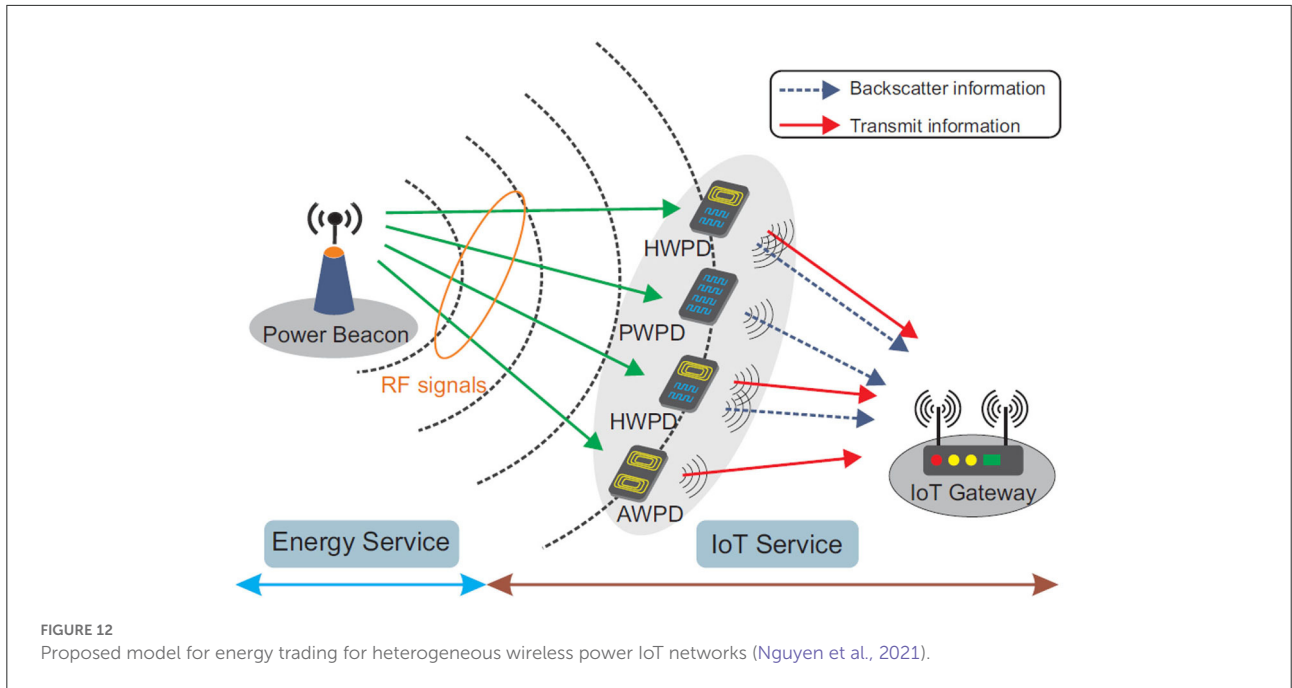 Backscatter information
Transmit information
HWPD
Power Beacon
PWPD
RF signals
HWPD
IoT Gateway
AWPD
Energy Service
IoT Service
FIGURE 12
Proposed model for energy trading for heterogeneous wireless power IoT networks (Nguyen et al., 2021).